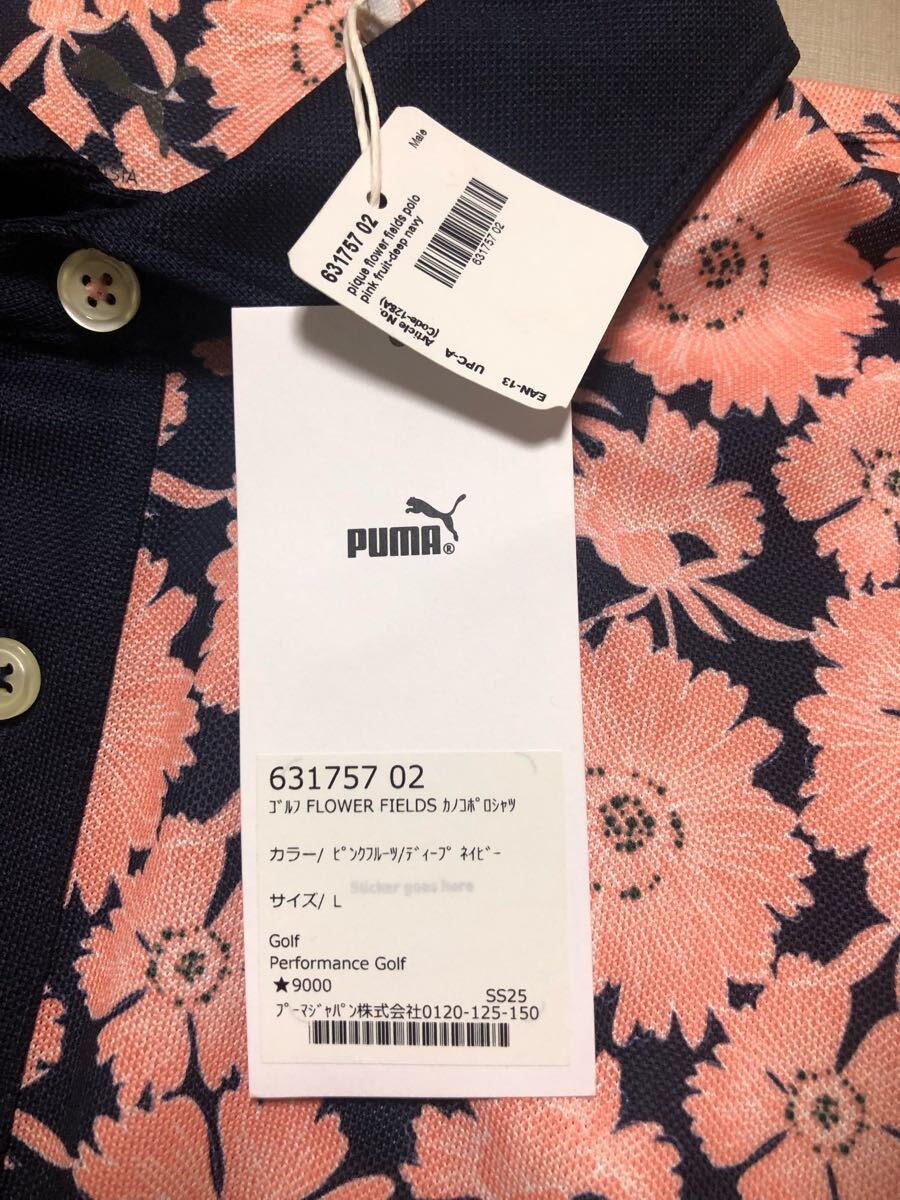 Male
631757 02
pique flower fields polo
pink fruit-deep navy
631757 02
Article No.
(Code-128A)
UPC-A
EAN-13
PUMA®
631757 02
ｺﾞﾙﾌ FLOWER FIELDS ｶﾉｺﾎﾟﾛｼｬﾂ
カラー/ ﾋﾟﾝｸﾌﾙｰﾂ/ﾃﾞｨｰﾌﾟ ﾈｲﾋﾞｰ
Sticker goes here
サイズ/ L
Golf
Performance Golf
★9000
SS25
ﾌﾟｰﾏｼﾞｬﾊﾟﾝ株式会社0120-125-150